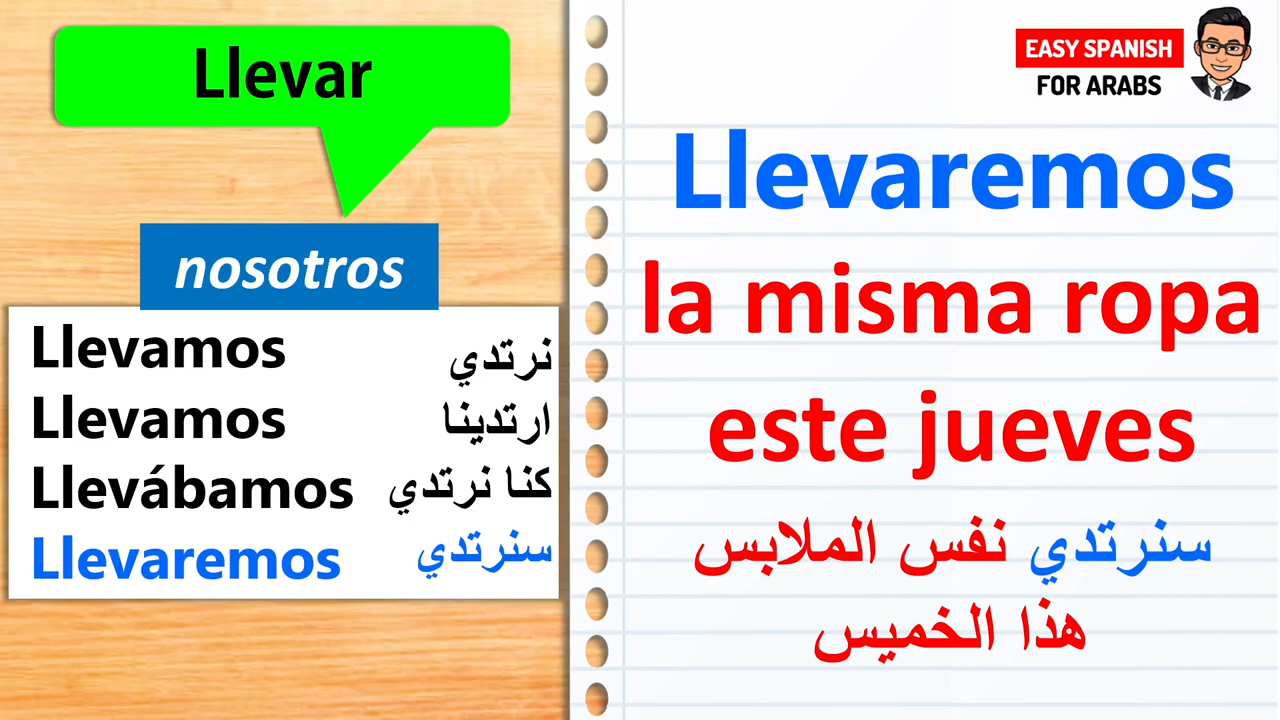 Llevar
nosotros
Llevamos نرتدي
Llevamos ارتدينا
Llevábamos كنا نرتدي
Llevaremos سنرتدي
EASY SPANISH
FOR ARABS
Llevaremos
la misma ropa
este jueves
سنرتدي نفس الملابس
هذا الخميس